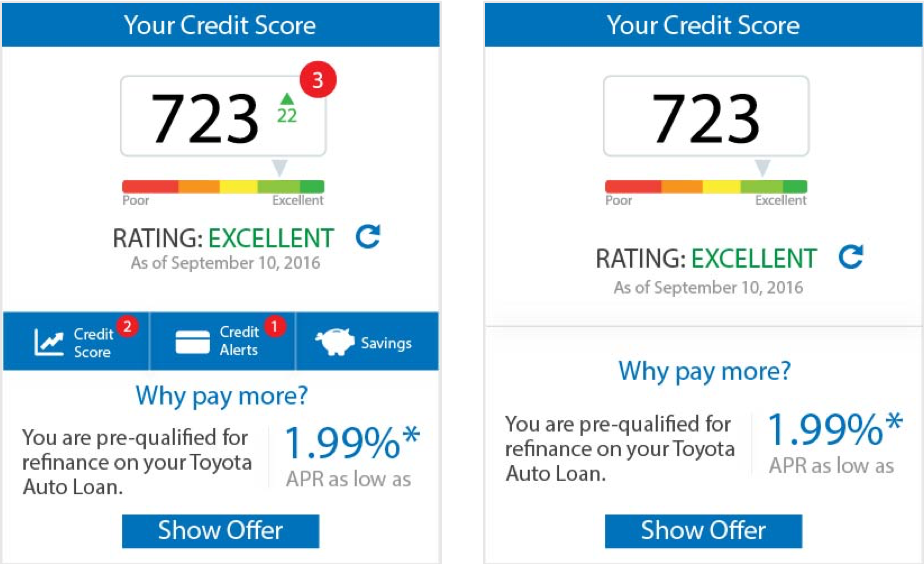 Your Credit Score
3
723
22
Poor
Excellent
RATING: EXCELLENT
As of September 10, 2016
Credit
Score
2
Credit
Alerts
1
Savings
Why pay more?
You are pre-qualified for
refinance on your Toyota
Auto Loan.
1.99%*
APR as low as
Show Offer
Your Credit Score
723
Poor
Excellent
RATING: EXCELLENT
As of September 10, 2016
Why pay more?
You are pre-qualified for
refinance on your Toyota
Auto Loan.
1.99%*
APR as low as
Show Offer